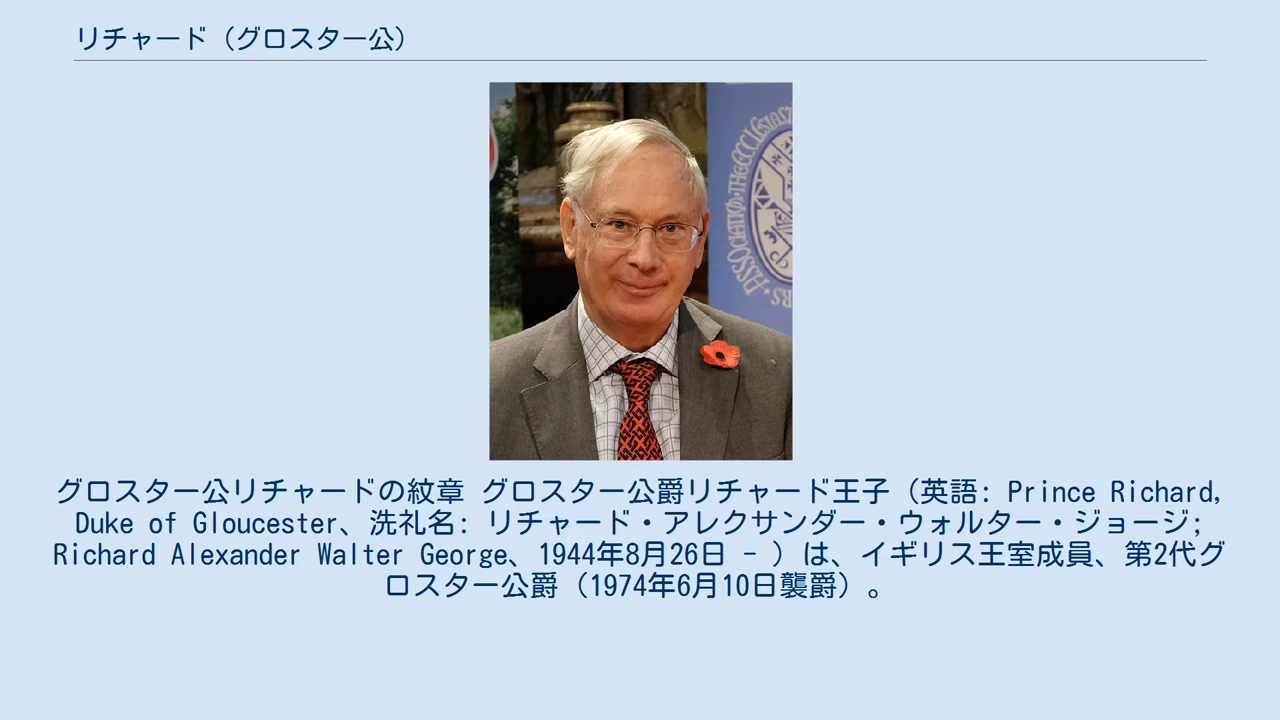 リチャード（グロスター公）
ASSOCIATION・THE ECCLESIAST
RS・
グロスター公リチャードの紋章 グロスター公爵リチャード王子（英語: Prince Richard,
Duke of Gloucester、洗礼名: リチャード・アレクサンダー・ウォルター・ジョージ;
Richard Alexander Walter George、1944年8月26日 - ）は、イギリス王室成員、第2代グ
ロスター公爵（1974年6月10日襲爵）。